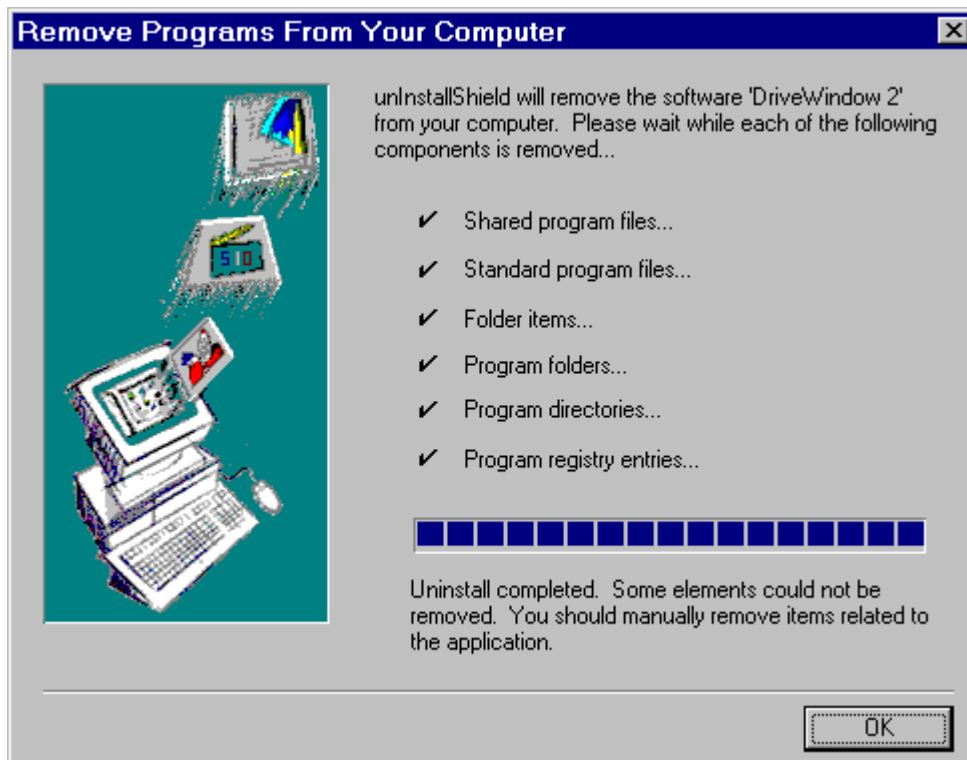 Remove Programs From Your Computer
unInstallShield will remove the software 'DriveWindow 2'
from your computer. Please wait while each of the following
components is removed...
✔ Shared program files...
✔ Standard program files...
✔ Folder items...
✔ Program folders...
✔ Program directories...
✔ Program registry entries...
Uninstall completed. Some elements could not be
removed. You should manually remove items related to
the application.
OK